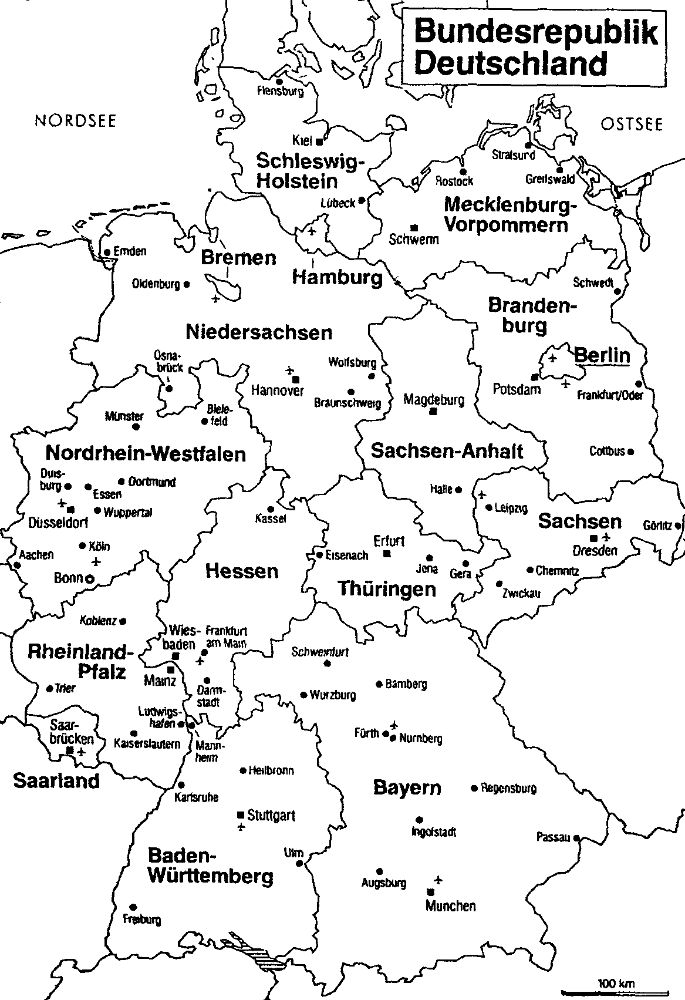 Bundesrepublik
Deutschland
NORDSEE
OSTSEE
Flensburg
Kiel
Schleswig-
Holstein
Stralsund
Rostock
Greifswald
Lübeck
Mecklenburg-
Vorpommern
Schwerin
Emden
Bremen
Hamburg
Oldenburg
Schwedt
Branden-
burg
Niedersachsen
Osna-
brück
Wolfsburg
Berlin
Hannover
Braunschweig
Magdeburg
Potsdam
Frankfurt/Oder
Münster
Biele-
feld
Nordrhein-Westfalen
Sachsen-Anhalt
Cottbus
Duis-
burg
Essen
Dortmund
Wuppertal
Düsseldorf
Halle
Leipzig
Kassel
Sachsen
Görlitz
Dresden
Köln
Aachen
Bonn
Erfurt
Eisenach
Jena
Gera
Chemnitz
Zwickau
Hessen
Thüringen
Koblenz
Wies-
baden
Frankfurt
am Main
Rheinland-
Pfalz
Mainz
Darm-
stadt
Schweinfurt
Bamberg
Trier
Wurzburg
Ludwigs-
hafen
Saar-
brücken
Kaiserslautern
Mann-
heim
Fürth
Nurnberg
Saarland
Heilbronn
Karlsruhe
Bayern
Regensburg
Stuttgart
Ingolstadt
Passau
Baden-
Württemberg
Ulm
Augsburg
Munchen
Freiburg
100 km